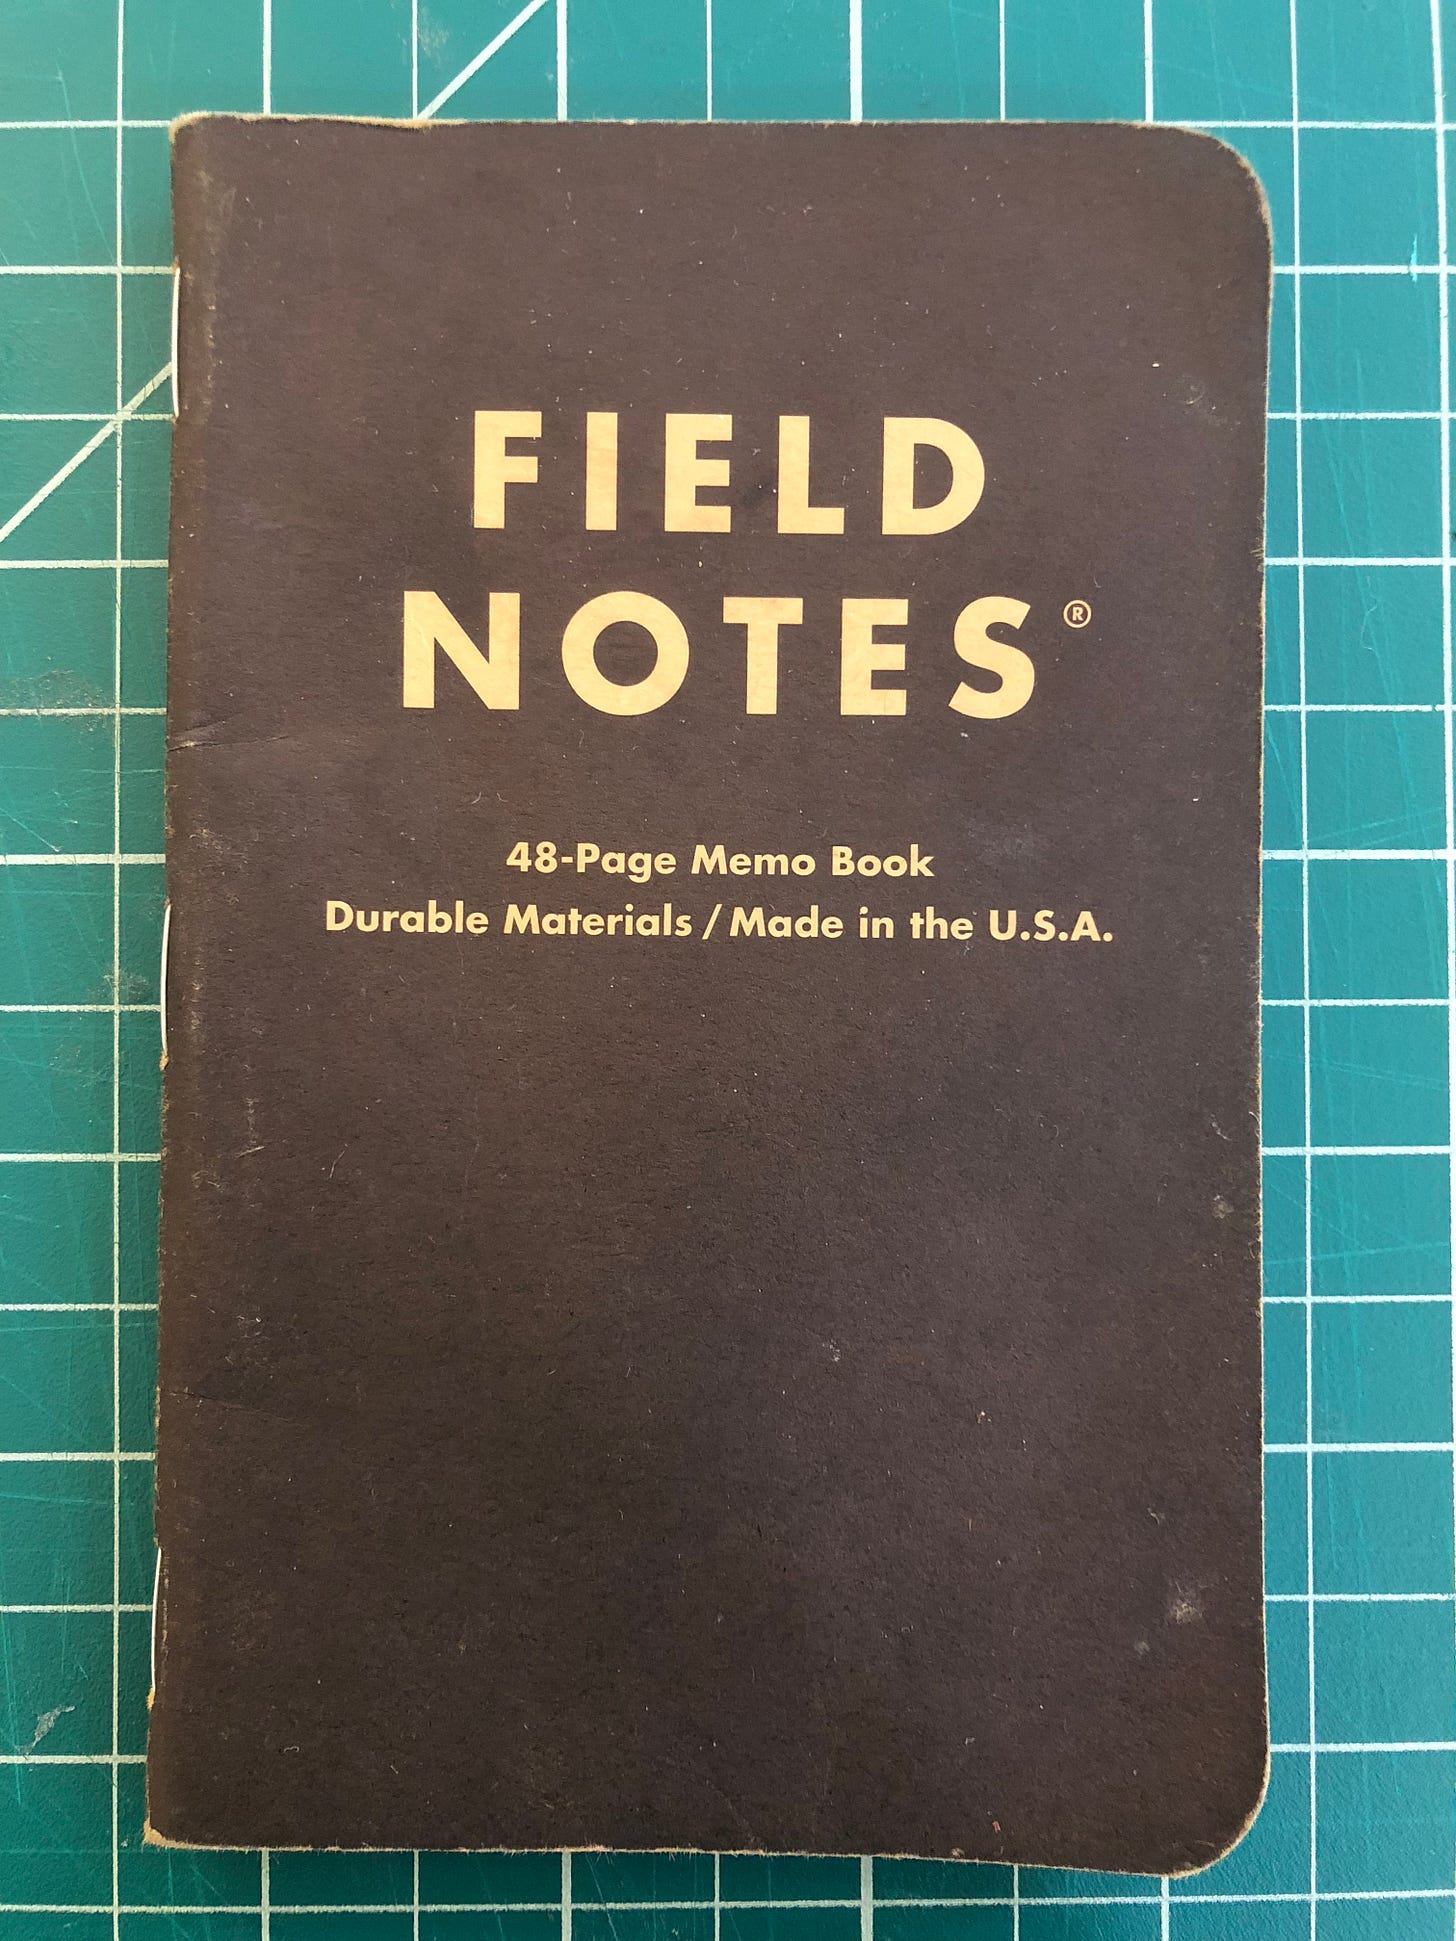 FIELD
NOTES®
48-Page Memo Book
Durable Materials / Made in the U.S.A.